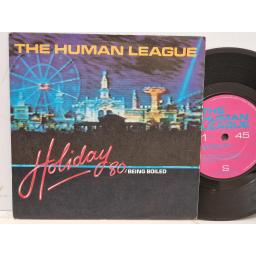 THE HUMAN LEAGUE
Holiday '80/BEING BOILED
THE
HUMAN
LEAGUE
45
S